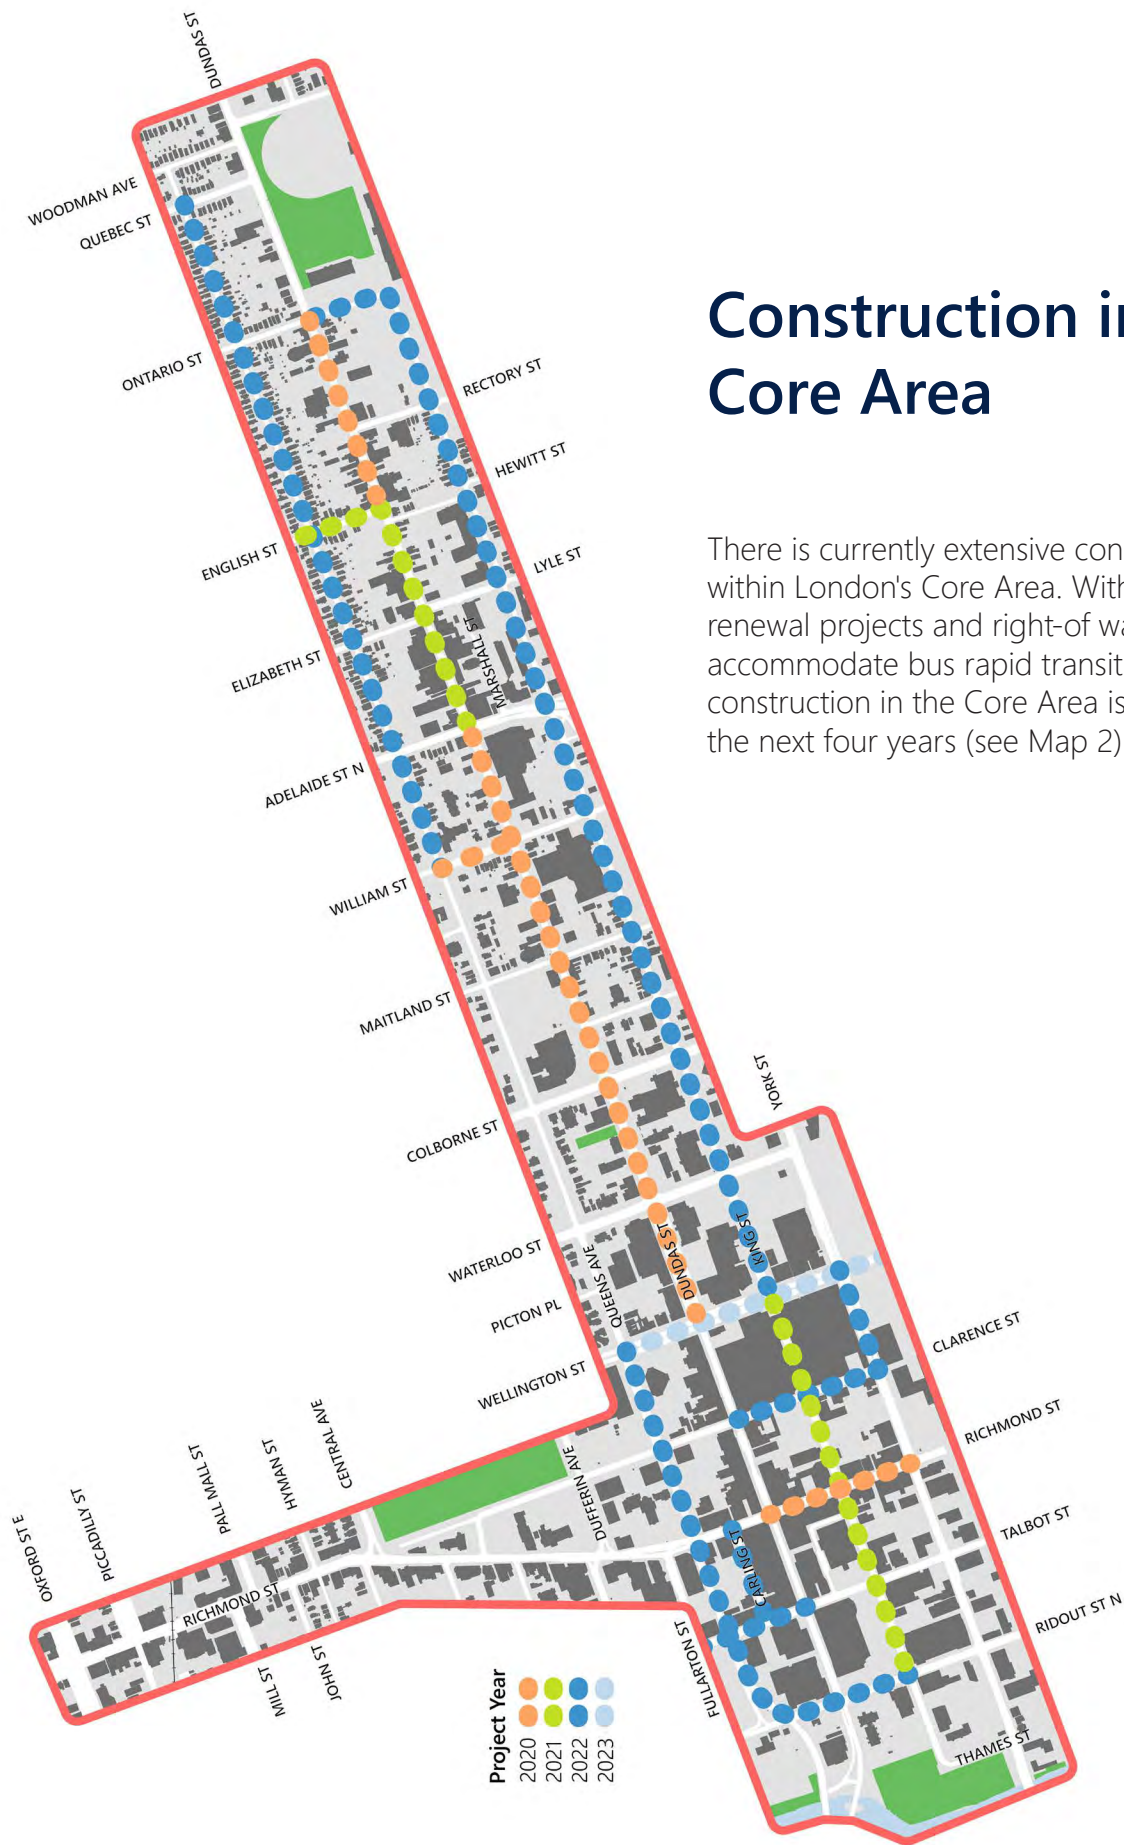 DUNDAS ST
WOODMAN AVE
QUEBEC ST
ONTARIO ST
RECTORY ST
HEWITT ST
ENGLISH ST
LYLE ST
ELIZABETH ST
MARSHALL ST
ADELAIDE ST N
WILLIAM ST
MAITLAND ST
YORK ST
COLBORNE ST
WATERLOO ST
DUNDAS ST
KING ST
QUEENS AVE
PICTON PL
WELLINGTON ST
CLARENCE ST
RICHMOND ST
CENTRAL AVE
HYMAN ST
PALL MALL ST
PICCADILLY ST
OXFORD ST E
DUFFERIN AVE
TALBOT ST
CARLING ST
RICHMOND ST
RIDOUT ST N
FULLARTON ST
JOHN ST
MILL ST
THAMES ST
Project Year
2020
2021
2022
2023
Construction i
Core Area
There is currently extensive con
within London's Core Area. With
renewal projects and right-of wa
accommodate bus rapid transit
construction in the Core Area is
the next four years (see Map 2)